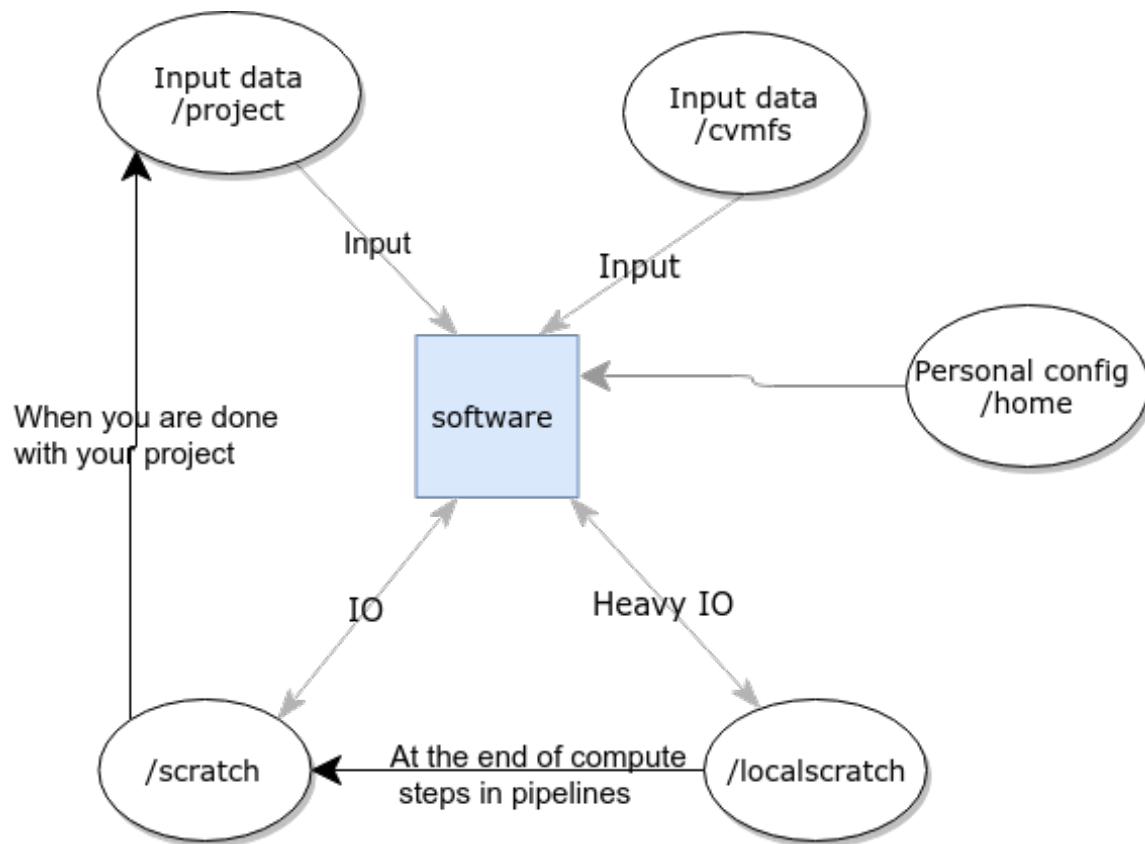 Input data
/project
Input data
/cvmfs
Input
Input
Personal config
/home
When you are done
with your project
software
IO
Heavy IO
/scratch
At the end of compute
steps in pipelines
/localscratch